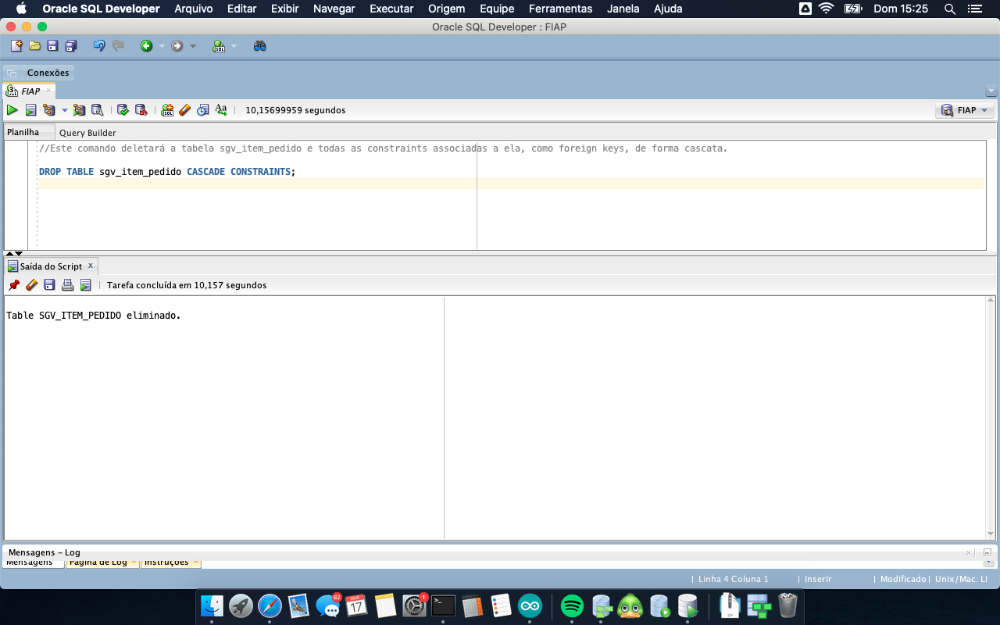 Oracle SQL Developer Arquivo Editar Exibir Navegar Executar Origem Equipe Ferramentas Janela Ajuda Dom 15:25
Oracle SQL Developer : FIAP
Conexões
FIAP
10,15699959 segundos FIAP
Planilha Query Builder
//Este comando deletará a tabela sgv_item_pedido e todas as constraints associadas a ela, como foreign keys, de forma cascata.
DROP TABLE sgv_item_pedido CASCADE CONSTRAINTS;
Saída do Script x
Tarefa concluída em 10,157 segundos
Table SGV_ITEM_PEDIDO eliminado.
Mensagens - Log
Mensagens Página de Log Instruções
| Linha 4 Coluna 1 | Inserir | Modificado | Unix/Mac: LF
62
MAR
17
1
ZIP